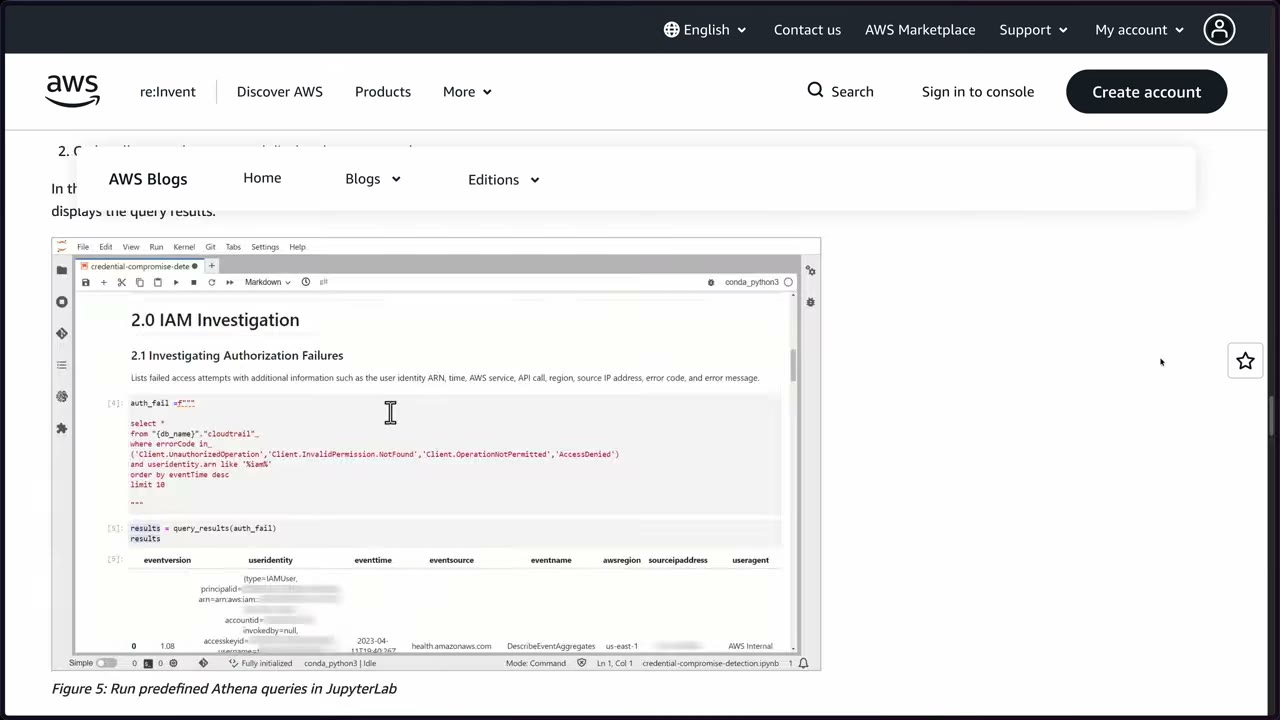 English
Contact us
AWS Marketplace
Support
My account
aws
re:Invent
Discover AWS
Products
More
Search
Sign in to console
Create account
2.
AWS Blogs
Home
Blogs
Editions
In th
displays the query results.
File Edit View Run Kernel Git Tabs Settings Help
credential-compromise-dete
Markdown
git
conda_python3
2.0 IAM Investigation
2.1 Investigating Authorization Failures
Lists failed access attempts with additional information such as the user identity ARN, time, AWS service, API call, region, source IP address, error code, and error message.
[4]: auth_fail =f"""
select *
from "{db_name}"."cloudtrail"
where errorCode in
('Client.UnauthorizedOperation','Client.InvalidPermission.NotFound','Client.OperationNotPermitted','AccessDenied')
and useridentity.arn like '%iam%'
order by eventTime desc
limit 10
"""
[5]: results = query_results(auth_fail)
results
[5]: eventversion useridentity eventtime eventsource eventname awsregion sourceipaddress useragent
{type=IAMUser,
principalid=
arn=arn:aws:iam::
accountid=
invokedby=null,
accesskeyid=
username=
2023-04-
11T19:40:26Z
0 1.08 health.amazonaws.com DescribeEventAggregates us-east-1 AWS Internal
Simple 0 0 Fully initialized conda_python3 | Idle Mode: Command Ln 1, Col 1 credential-compromise-detection.ipynb 1
Figure 5: Run predefined Athena queries in JupyterLab